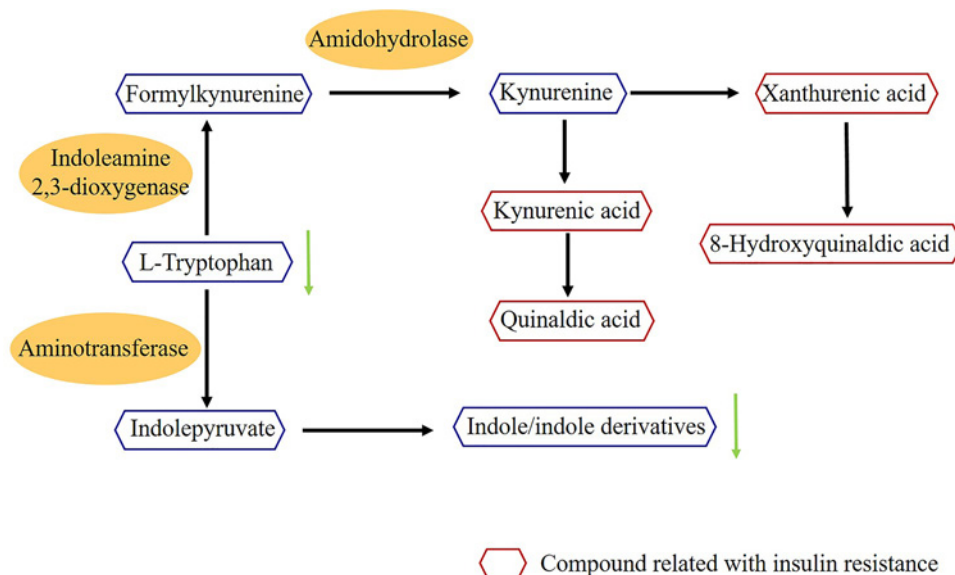 Amidohydrolase
Formylkynurenine
Kynurenine
Xanthurenic acid
Indoleamine
2,3-dioxygenase
Kynurenic acid
8-Hydroxyquinaldic acid
L-Tryptophan
Quinaldic acid
Aminotransferase
Indolepyruvate
Indole/indole derivatives
Compound related with insulin resistance